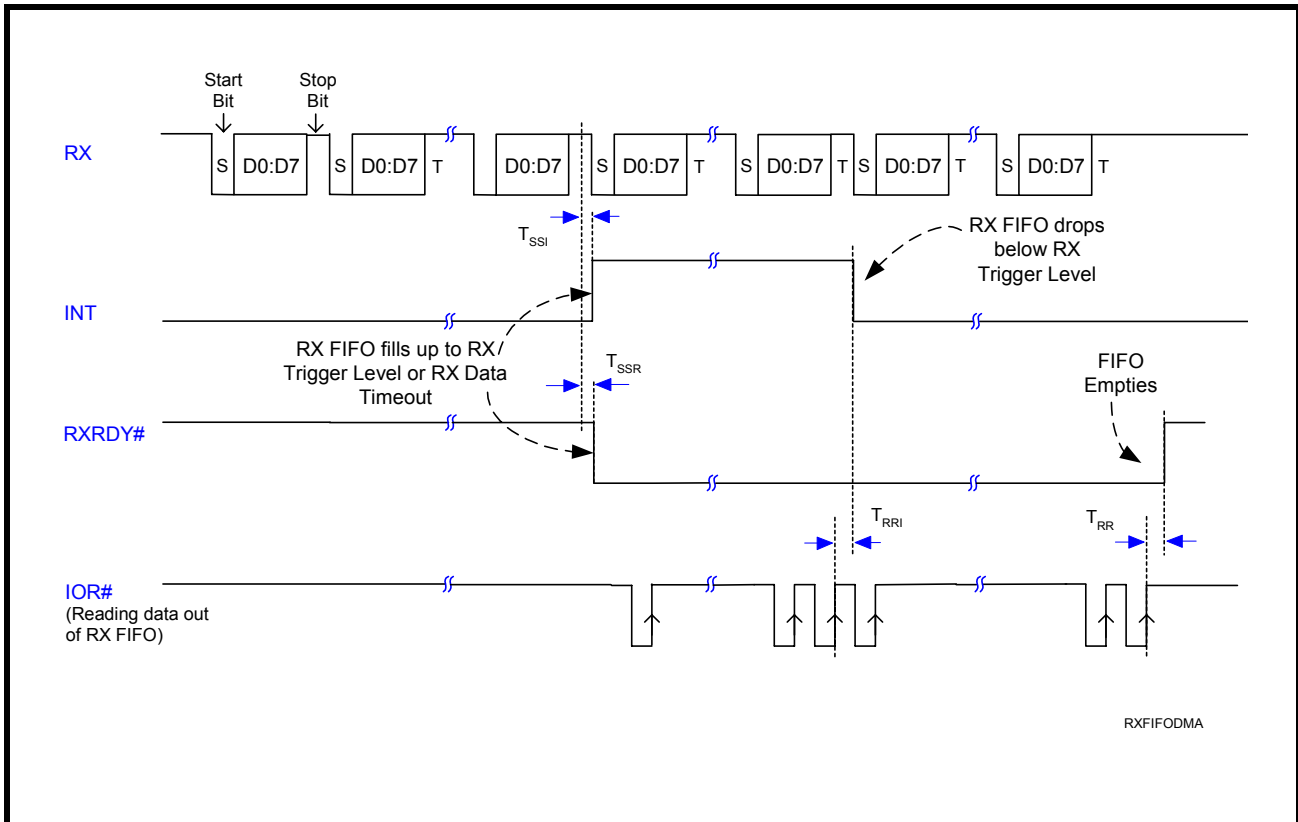 Start
Bit
Stop
Bit
RX
S D0:D7 S D0:D7 T D0:D7 S D0:D7 T S D0:D7 T S D0:D7 T S D0:D7 T
TSSI
RX FIFO drops
below RX
Trigger Level
INT
RX FIFO fills up to RX
Trigger Level or RX Data
Timeout
TSSR
FIFO
Empties
RXRDY#
TRRI
TRR
IOR#
(Reading data out
of RX FIFO)
RXFIFODMA